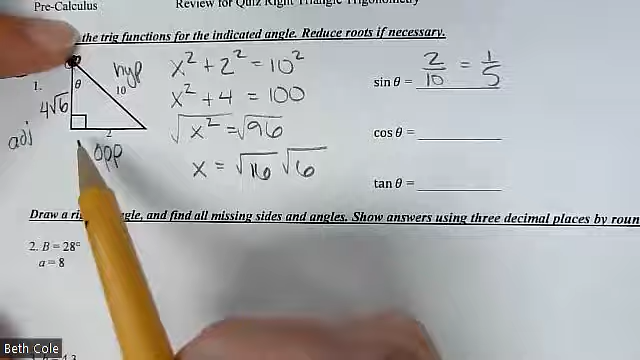 Pre-Calculus
Review for Quiz Right Triangle Trigonometry
the trig functions for the indicated angle. Reduce roots if necessary.
1.
θ
hyp
10
4√6
adj
2
opp
x² + 2² = 10²
x² + 4 = 100
√x² = √96
x = √16 √6
sin θ = 2/10 = 1/5
cos θ =
tan θ =
Draw a ri gle, and find all missing sides and angles. Show answers using three decimal places by roun
2. B = 28°
a = 8
Beth Cole